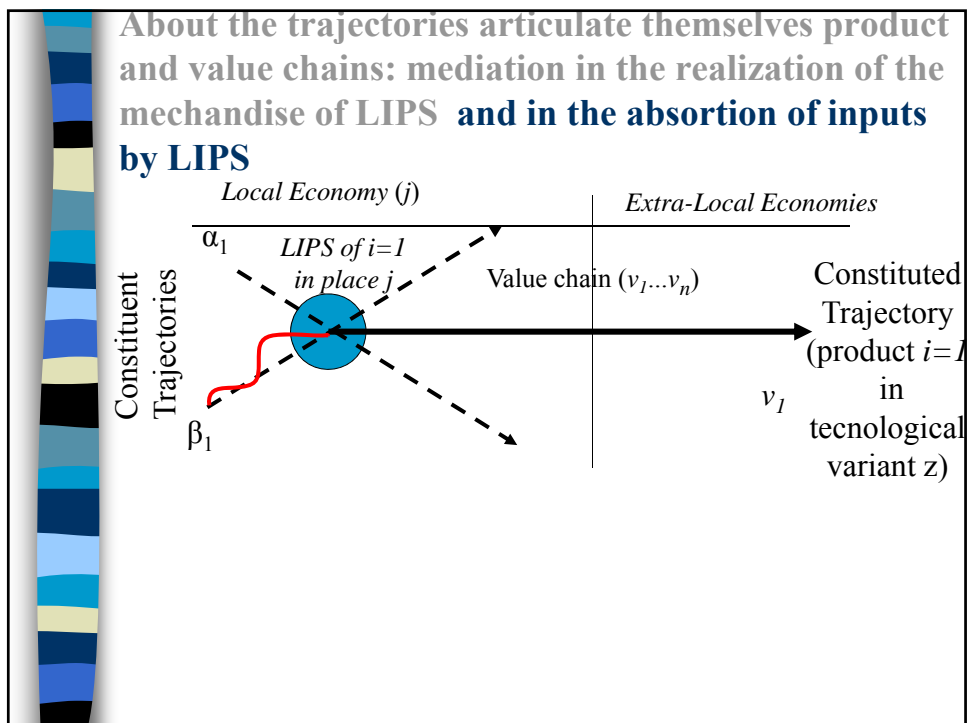 About the trajectories articulate themselves product
and value chains: mediation in the realization of the
mechandise of LIPS and in the absortion of inputs
by LIPS
Local Economy (j)
Extra-Local Economies
α1
LIPS of i=1
in place j
Value chain (v1...vn)
Constituent
Trajectories
β1
v1
Constituted
Trajectory
(product i=1
in
tecnological
variant z)